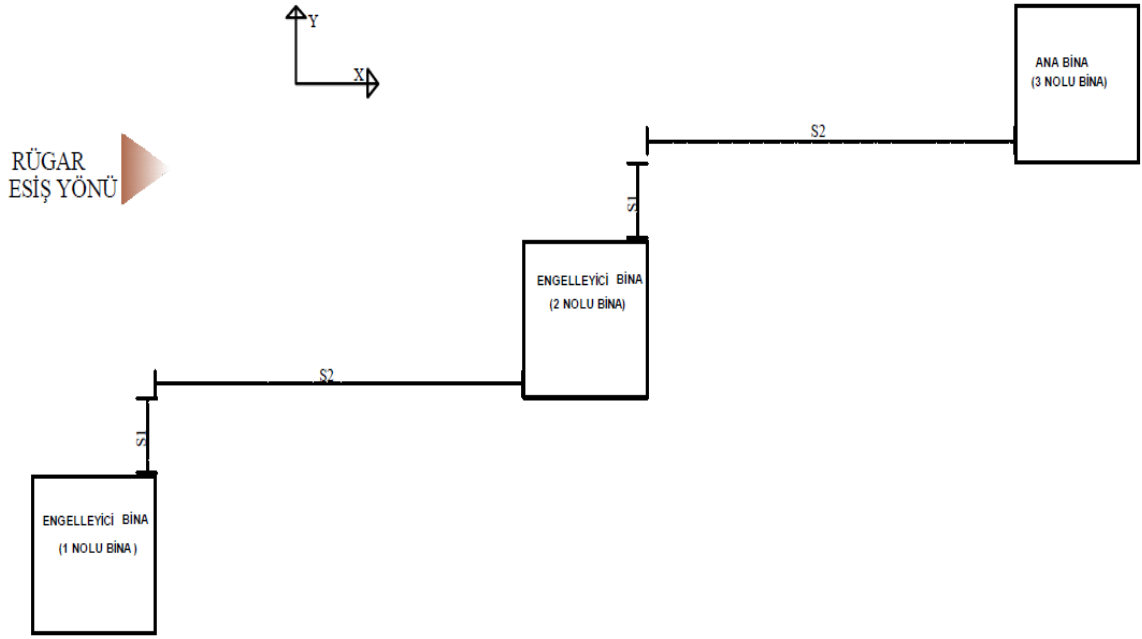 Y
X
ANA BİNA
(3 NOLU BİNA)
S2
RÜGAR
ESİŞ YÖNÜ
S1
ENGELLEYİCİ BİNA
(2 NOLU BİNA)
S2
S1
ENGELLEYİCİ BİNA
(1 NOLU BİNA )